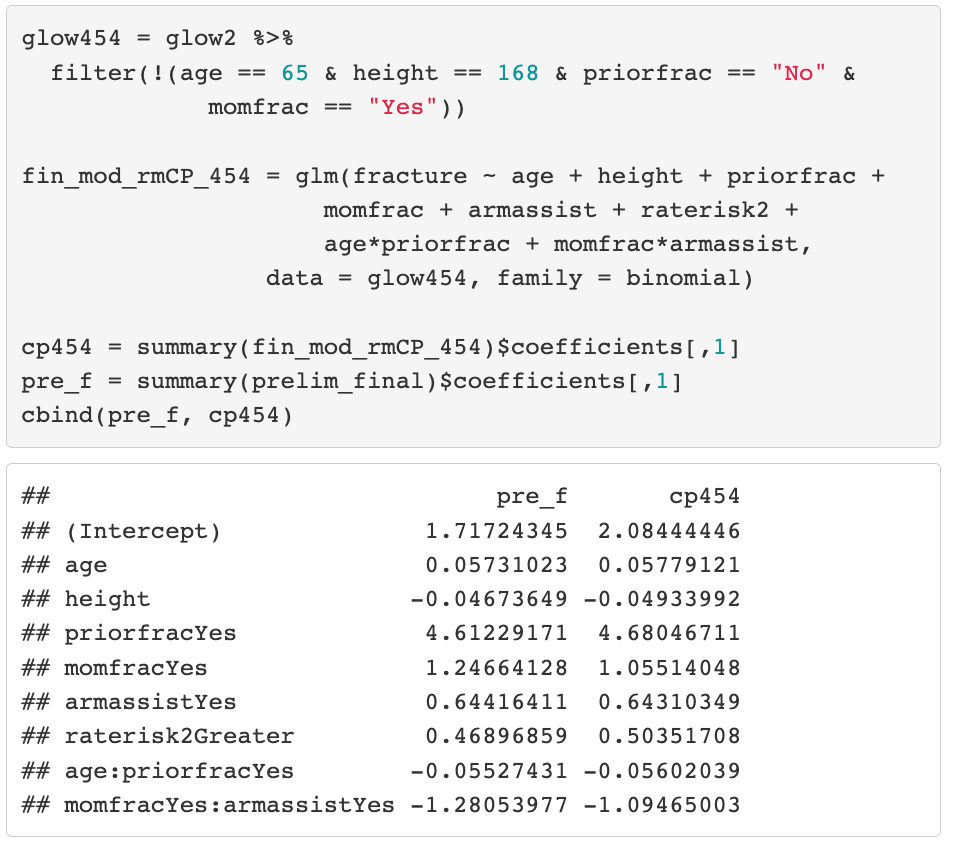 glow454 = glow2 %>%
  filter(!(age == 65 & height == 168 & priorfrac == "No" &
             momfrac == "Yes"))

fin_mod_rmCP_454 = glm(fracture ~ age + height + priorfrac +
                     momfrac + armassist + raterisk2 +
                     age*priorfrac + momfrac*armassist,
                 data = glow454, family = binomial)

cp454 = summary(fin_mod_rmCP_454)$coefficients[,1]
pre_f = summary(prelim_final)$coefficients[,1]
cbind(pre_f, cp454)

##                               pre_f       cp454
## (Intercept)              1.71724345  2.08444446
## age                      0.05731023  0.05779121
## height                  -0.04673649 -0.04933992
## priorfracYes             4.61229171  4.68046711
## momfracYes               1.24664128  1.05514048
## armassistYes             0.64416411  0.64310349
## raterisk2Greater         0.46896859  0.50351708
## age:priorfracYes        -0.05527431 -0.05602039
## momfracYes:armassistYes -1.28053977 -1.09465003